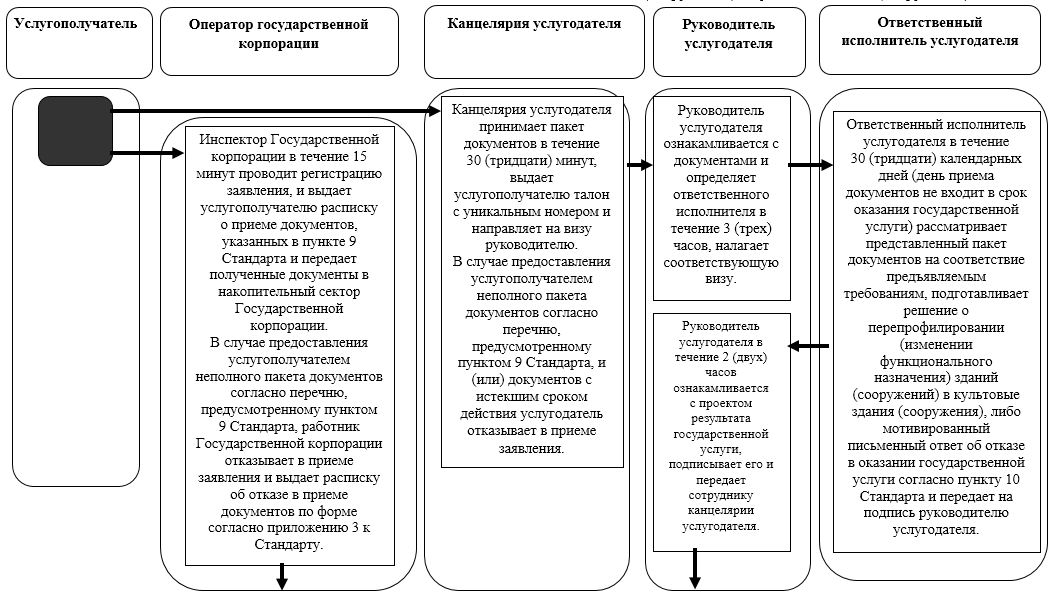 Услугополучатель
Оператор государственной
корпорации
Канцелярия услугодателя
Руководитель
услугодателя
Ответственный
исполнитель услугодателя
Инспектор Государственной
корпорации в течение 15
минут проводит регистрацию
заявления, и выдает
услугополучателю расписку
о приеме документов,
указанных в пункте 9
Стандарта и передает
полученные документы в
накопительный сектор
Государственной
корпорации.
В случае предоставления
услугополучателем
неполного пакета документов
согласно перечню,
предусмотренному пунктом
9 Стандарта, работник
Государственной корпорации
отказывает в приеме
заявления и выдает расписку
об отказе в приеме
документов по форме
согласно приложению 3 к
Стандарту.
Канцелярия услугодателя
принимает пакет
документов в течение
30 (тридцати) минут,
выдает
услугополучателю талон
с уникальным номером и
направляет на визу
руководителю.
В случае предоставления
услугополучателем
неполного пакета
документов согласно
перечню,
предусмотренному
пунктом 9 Стандарта, и
(или) документов с
истекшим сроком
действия услугодатель
отказывает в приеме
заявления.
Руководитель
услугодателя
ознакамливается с
документами и
определяет
ответственного
исполнителя в
течение 3 (трех)
часов, налагает
соответствующую
визу.
Руководитель
услугодателя в
течение 2 (двух)
часов
ознакамливается
с проектом
результата
государственной
услуги,
подписывает его и
передает
сотруднику
канцелярии
услугодателя.
Ответственный исполнитель
услугодателя в течение
30 (тридцати) календарных
дней (день приема
документов не входит в срок
оказания государственной
услуги) рассматривает
представленный пакет
документов на соответствие
предъявляемым
требованиям, подготавливает
решение о
перепрофилировании
(изменении
функционального
назначения) зданий
(сооружений) в культовые
здания (сооружения), либо
мотивированный
письменный ответ об отказе
в оказании государственной
услуги согласно пункту 10
Стандарта и передает на
подпись руководителю
услугодателя.